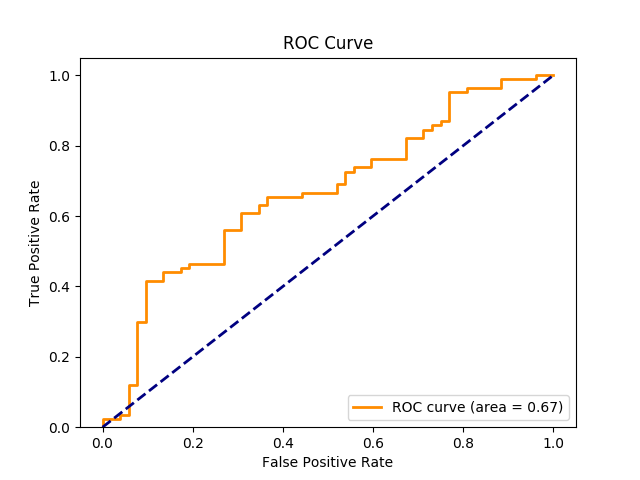 ROC Curve
1.0
0.8
0.6
0.4
0.2
0.0
True Positive Rate
ROC curve (area = 0.67)
0.0 0.2 0.4 0.6 0.8 1.0
False Positive Rate